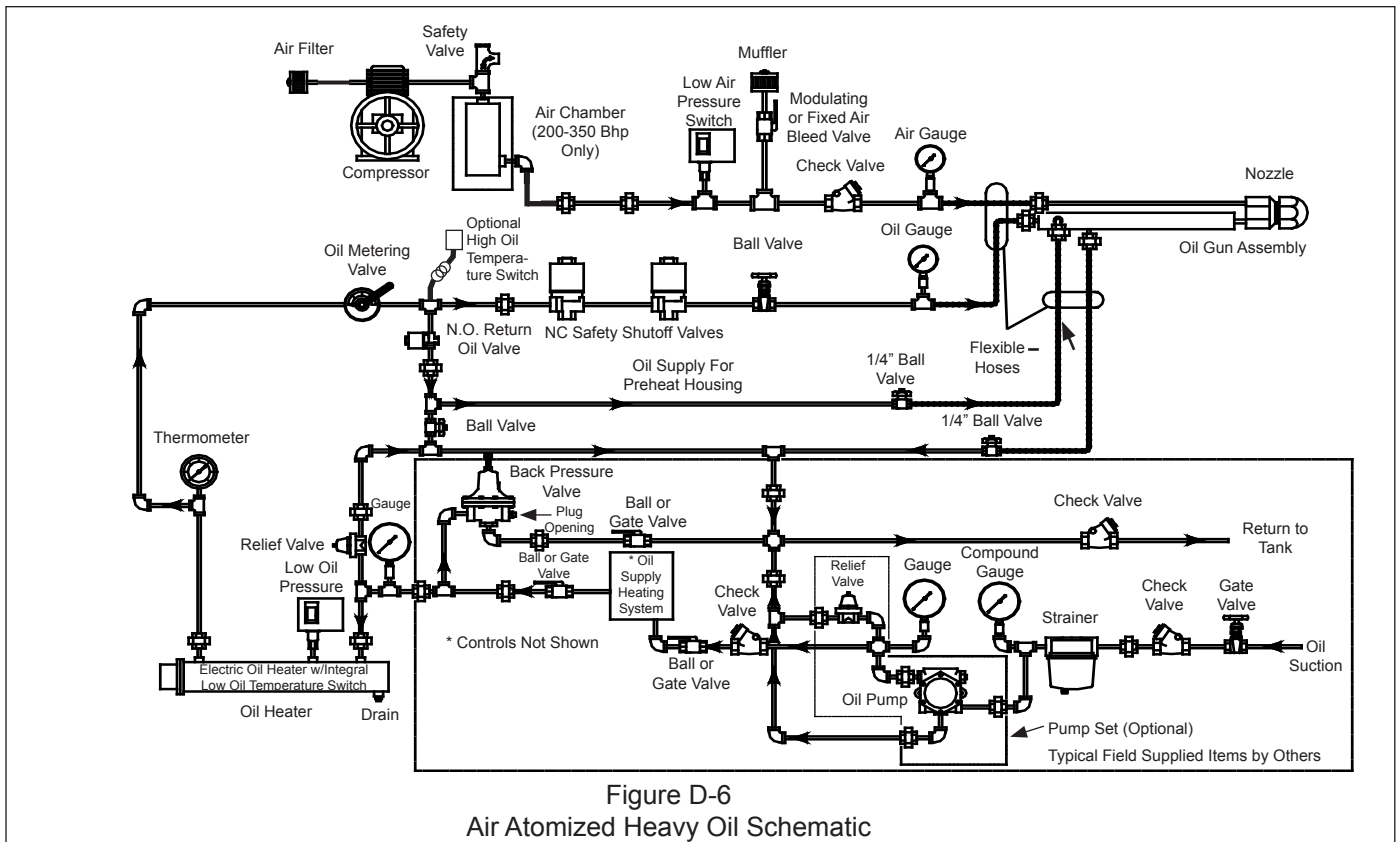 Air Filter
Safety
Valve
Compressor
Air Chamber
(200-350 Bhp
Only)
Low Air
Pressure
Switch
Muffler
Modulating
or Fixed Air
Bleed Valve
Check Valve
Air Gauge
Nozzle
Oil Gun Assembly
Oil Metering
Valve
Optional
High Oil
Tempera-
ture Switch
NC Safety Shutoff Valves
Ball Valve
Oil Gauge
N.O. Return
Oil Valve
Oil Supply For
Preheat Housing
1/4” Ball
Valve
Flexible
Hoses
1/4” Ball Valve
Ball Valve
Thermometer
Gauge
Relief Valve
Low Oil
Pressure
Electric Oil Heater w/Integral
Low Oil Temperature Switch
Oil Heater
Drain
Back Pressure
Valve
Plug
Opening
Ball or
Gate Valve
Check Valve
Return to
Tank
Ball or Gate
Valve
* Oil
Supply
Heating
System
* Controls Not Shown
Check
Valve
Ball or
Gate Valve
Relief
Valve
Gauge
Compound
Gauge
Strainer
Check
Valve
Gate
Valve
Oil
Suction
Oil Pump
Pump Set (Optional)
Typical Field Supplied Items by Others
Figure D-6
Air Atomized Heavy Oil Schematic